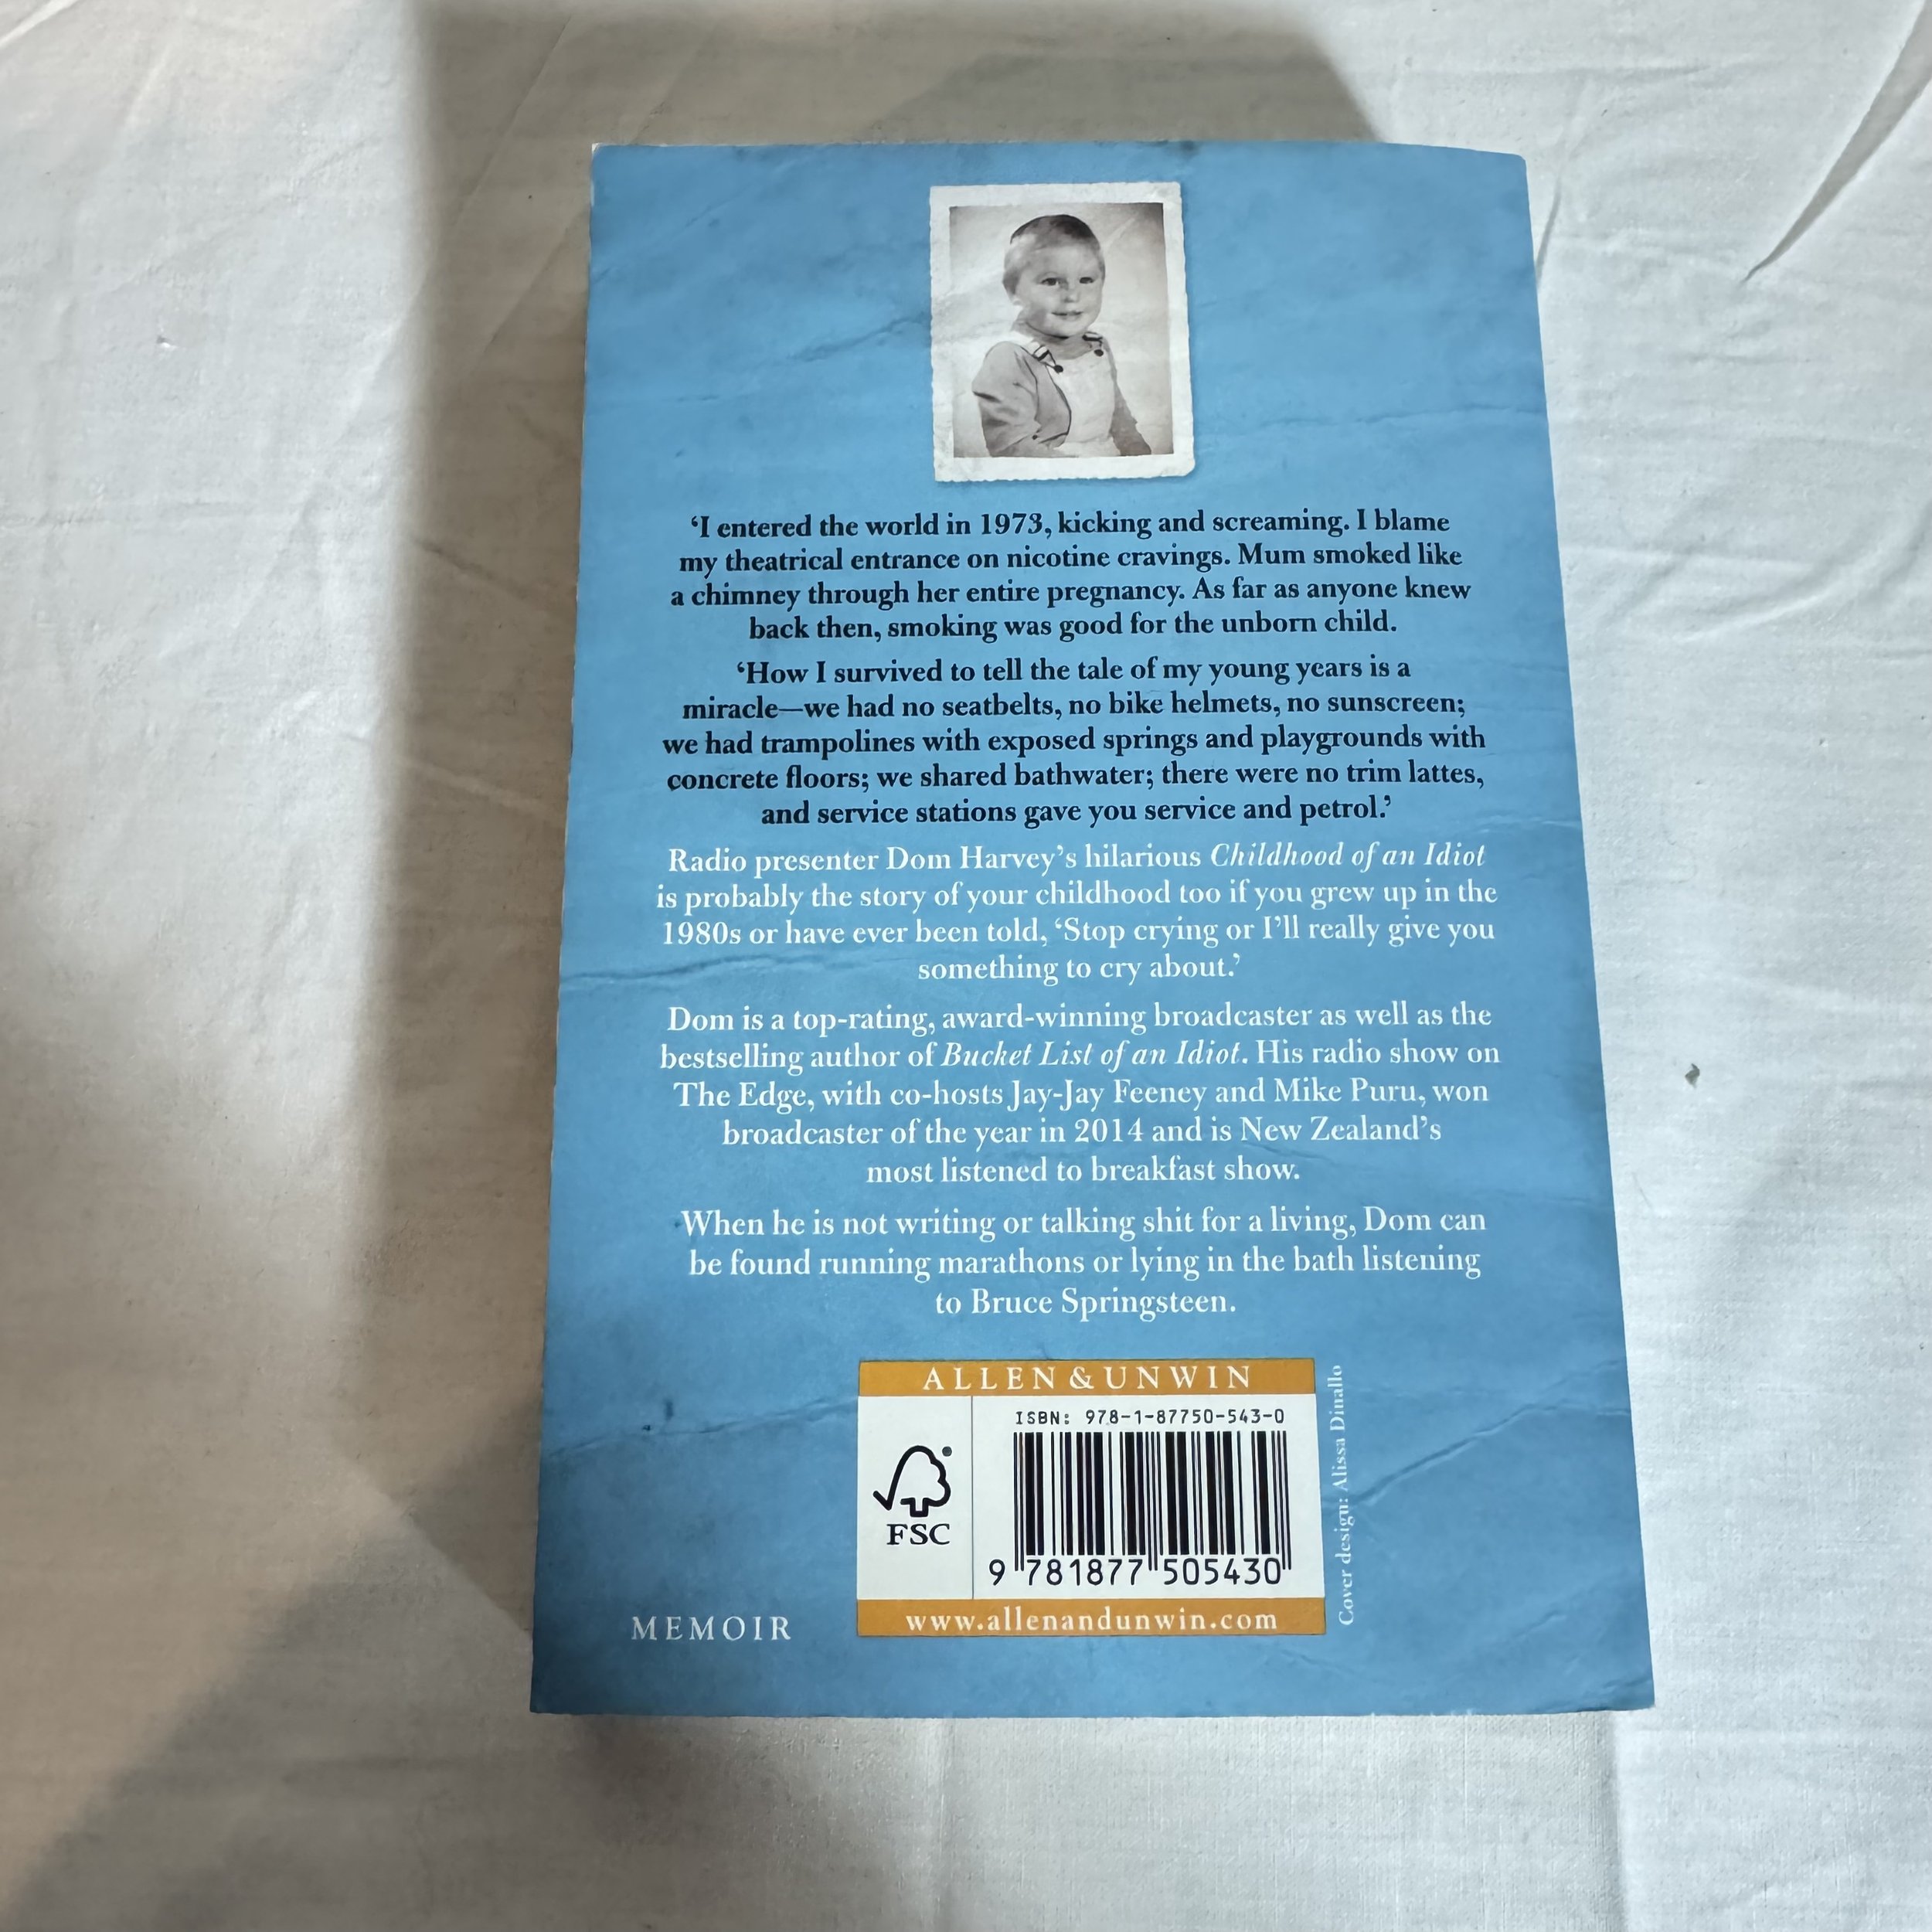 ‘I entered the world in 1973, kicking and screaming. I blame
my theatrical entrance on nicotine cravings. Mum smoked like
a chimney through her entire pregnancy. As far as anyone knew
back then, smoking was good for the unborn child.
‘How I survived to tell the tale of my young years is a
miracle—we had no seatbelts, no bike helmets, no sunscreen;
we had trampolines with exposed springs and playgrounds with
concrete floors; we shared bathwater; there were no trim lattes,
and service stations gave you service and petrol.’
Radio presenter Dom Harvey’s hilarious Childhood of an Idiot
is probably the story of your childhood too if you grew up in the
1980s or have ever been told, ‘Stop crying or I’ll really give you
something to cry about.’
Dom is a top-rating, award-winning broadcaster as well as the
bestselling author of Bucket List of an Idiot. His radio show on
The Edge, with co-hosts Jay-Jay Feeney and Mike Puru, won
broadcaster of the year in 2014 and is New Zealand’s
most listened to breakfast show.
When he is not writing or talking shit for a living, Dom can
be found running marathons or lying in the bath listening
to Bruce Springsteen.
ALLEN & UNWIN
ISBN: 978-1-87750-543-0
FSC
9 781877 505430
www.allenandunwin.com
Cover design: Alissa Dinallo
MEMOIR